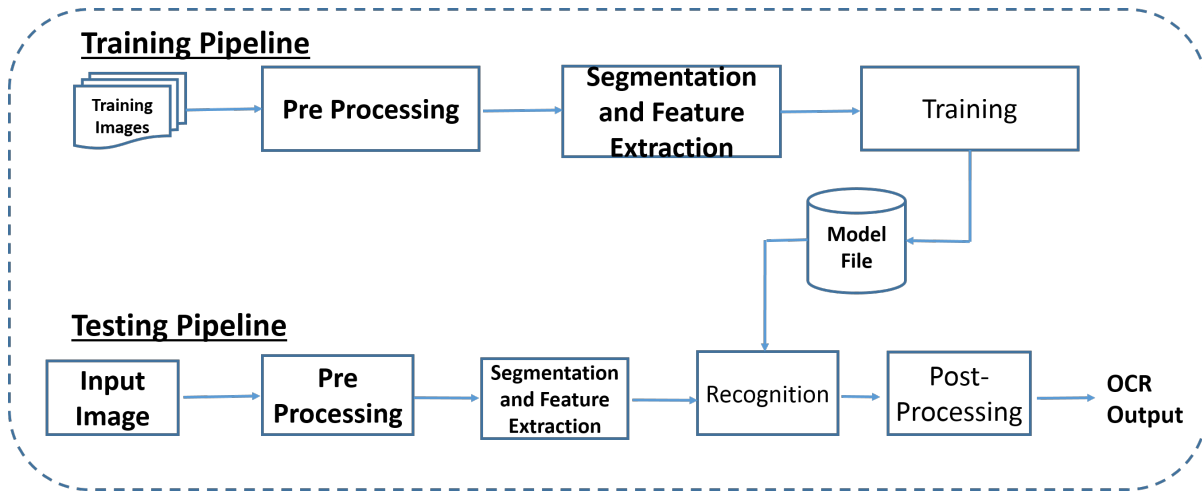 Training Pipeline
Training
Images
Pre Processing
Segmentation
and Feature
Extraction
Training
Model
File
Testing Pipeline
Input
Image
Pre
Processing
Segmentation
and Feature
Extraction
Recognition
Post-
Processing
OCR
Output